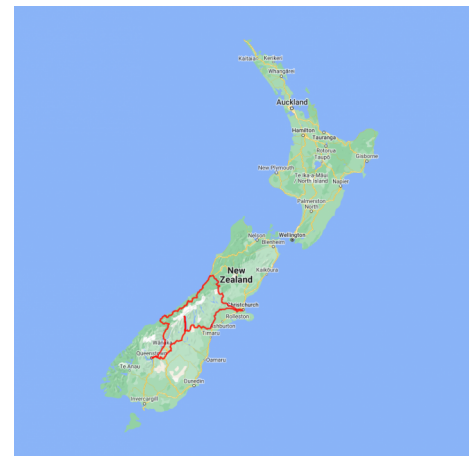 Kaitaia
Kerikeri
Whangārei
Auckland
Hamilton
Tauranga
Rotorua
Taupō
Gisborne
New Plymouth
Te Ika-a-Māui
North Island
Napier
Palmerston
North
Nelson
Wellington
Blenheim
Kaikōura
New
Zealand
Christchurch
Rolleston
Ashburton
Timaru
Wānaka
Queenstown
Oamaru
Te Anau
Dunedin
Invercargill